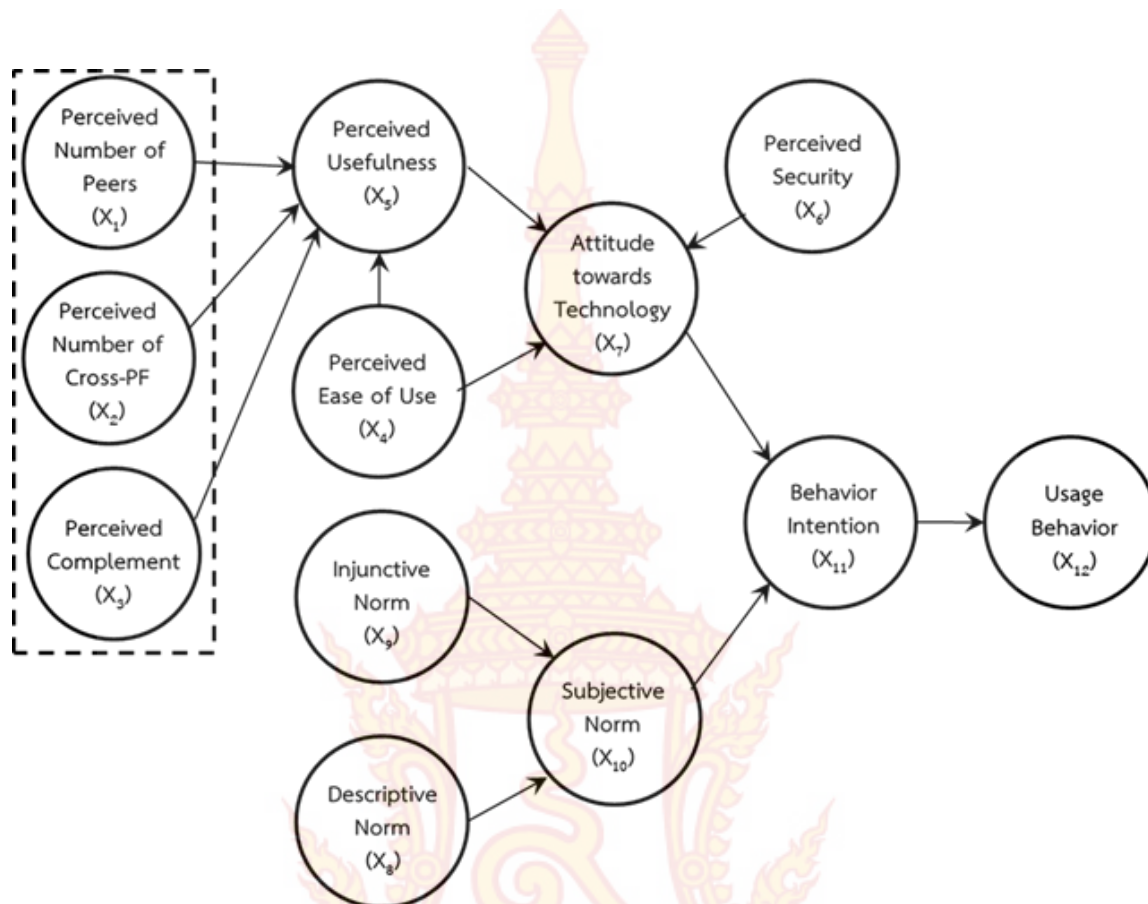 Perceived
Number of
Peers
(X₁)
Perceived
Number of
Cross-PF
(X₂)
Perceived
Complement
(X₃)
Perceived
Usefulness
(X₅)
Perceived
Ease of Use
(X₄)
Injunctive
Norm
(X₉)
Descriptive
Norm
(X₈)
Perceived
Security
(X₆)
Attitude
towards
Technology
(X₇)
Subjective
Norm
(X₁₀)
Behavior
Intention
(X₁₁)
Usage
Behavior
(X₁₂)